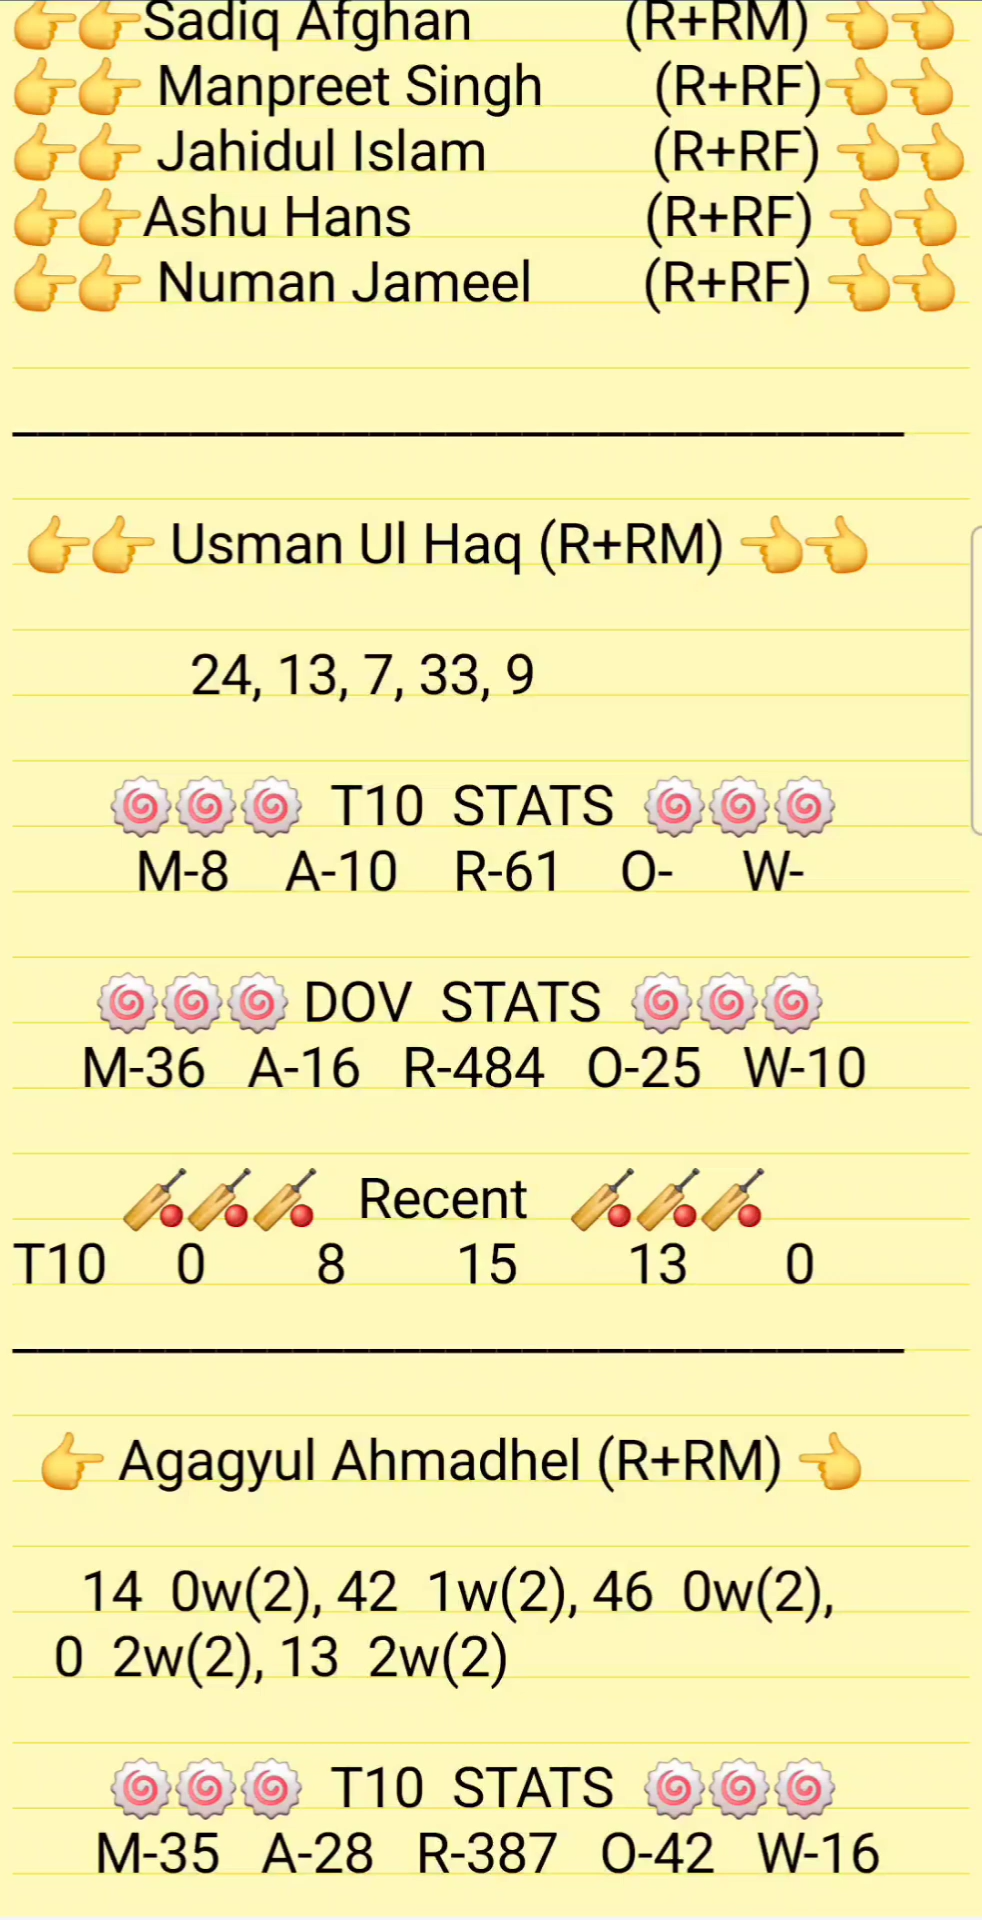 👉👉Sadiq Afghan (R+RM) 👈👈
👉👉 Manpreet Singh (R+RF)👈👈
👉👉 Jahidul Islam (R+RF) 👈👈
👉👉Ashu Hans (R+RF) 👈👈
👉👉 Numan Jameel (R+RF) 👈👈
👉👉 Usman Ul Haq (R+RM) 👈👈
24, 13, 7, 33, 9
🍥🍥🍥 T10 STATS 🍥🍥🍥
M-8 A-10 R-61 O- W-
🍥🍥🍥 DOV STATS 🍥🍥🍥
M-36 A-16 R-484 O-25 W-10
🏏🏏🏏 Recent 🏏🏏🏏
T10 0 8 15 13 0
👉 Agagyul Ahmadhel (R+RM) 👈
14 0w(2), 42 1w(2), 46 0w(2),
0 2w(2), 13 2w(2)
🍥🍥🍥 T10 STATS 🍥🍥🍥
M-35 A-28 R-387 O-42 W-16